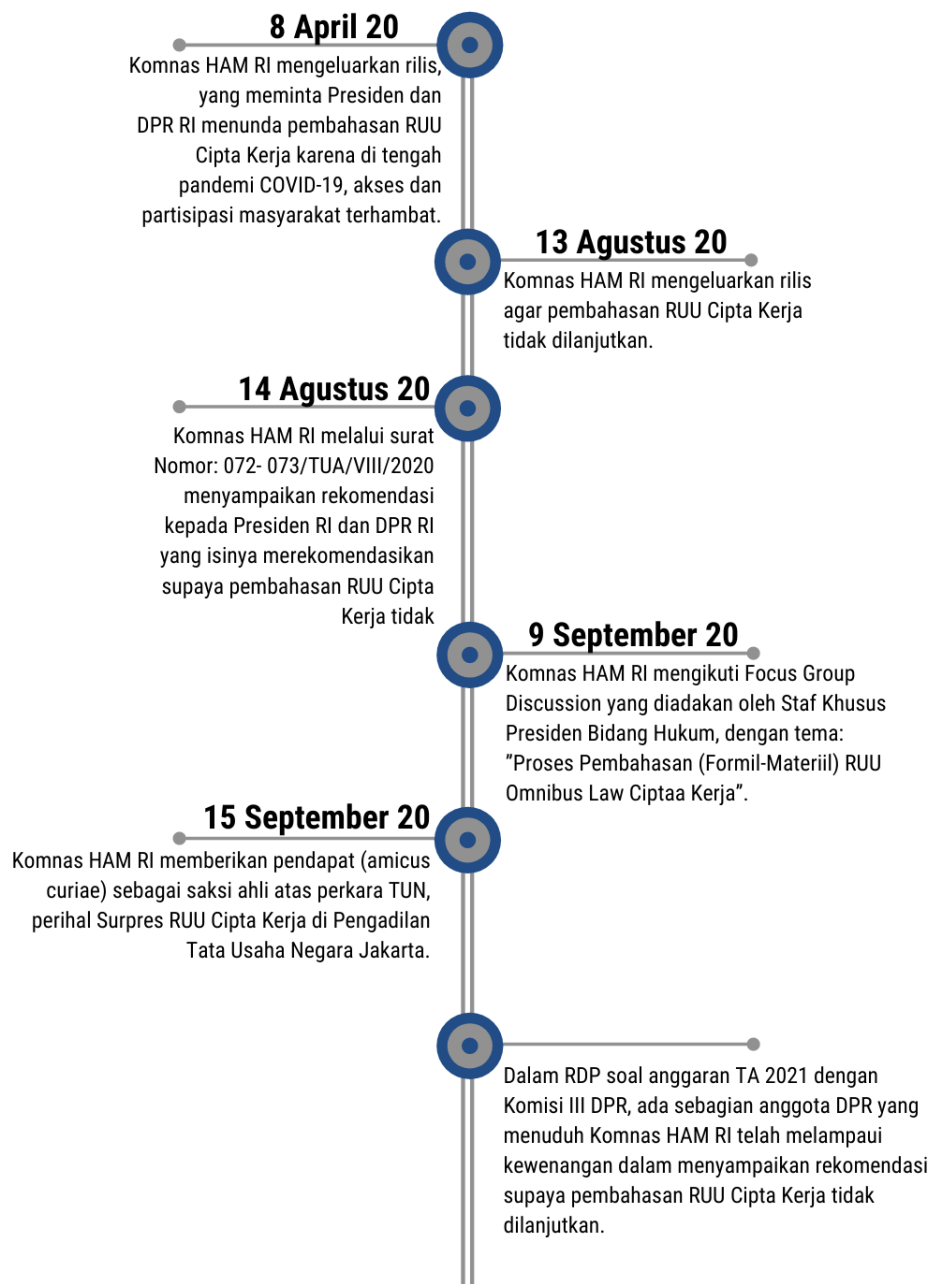 8 April 20
Komnas HAM RI mengeluarkan rilis,
yang meminta Presiden dan
DPR RI menunda pembahasan RUU
Cipta Kerja karena di tengah
pandemi COVID-19, akses dan
partisipasi masyarakat terhambat.
13 Agustus 20
Komnas HAM RI mengeluarkan rilis
agar pembahasan RUU Cipta Kerja
tidak dilanjutkan.
14 Agustus 20
Komnas HAM RI melalui surat
Nomor: 072- 073/TUA/VIII/2020
menyampaikan rekomendasi
kepada Presiden RI dan DPR RI
yang isinya merekomendasikan
supaya pembahasan RUU Cipta
Kerja tidak
9 September 20
Komnas HAM RI mengikuti Focus Group
Discussion yang diadakan oleh Staf Khusus
Presiden Bidang Hukum, dengan tema:
”Proses Pembahasan (Formil-Materiil) RUU
Omnibus Law Ciptaa Kerja”.
15 September 20
Komnas HAM RI memberikan pendapat (amicus
curiae) sebagai saksi ahli atas perkara TUN,
perihal Surpres RUU Cipta Kerja di Pengadilan
Tata Usaha Negara Jakarta.
Dalam RDP soal anggaran TA 2021 dengan
Komisi III DPR, ada sebagian anggota DPR yang
menuduh Komnas HAM RI telah melampaui
kewenangan dalam menyampaikan rekomendasi
supaya pembahasan RUU Cipta Kerja tidak
dilanjutkan.